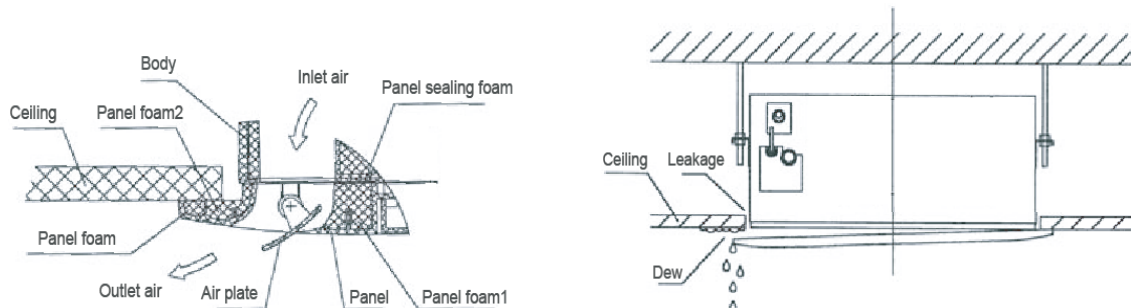 Body
Inlet air
Ceiling
Panel foam2
Panel sealing foam
Panel foam
Outlet air
Air plate
Panel
Panel foam1
Ceiling
Leakage
Dew